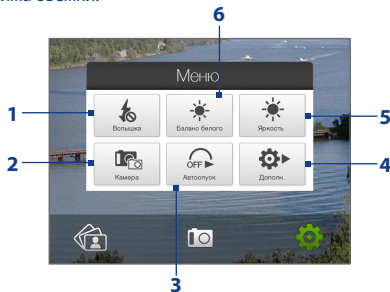 6
Меню
1
Вспышка
Баланс белого
Яркость
5
2
Камера
OFF
Автоспуск
Дополн.
4
3